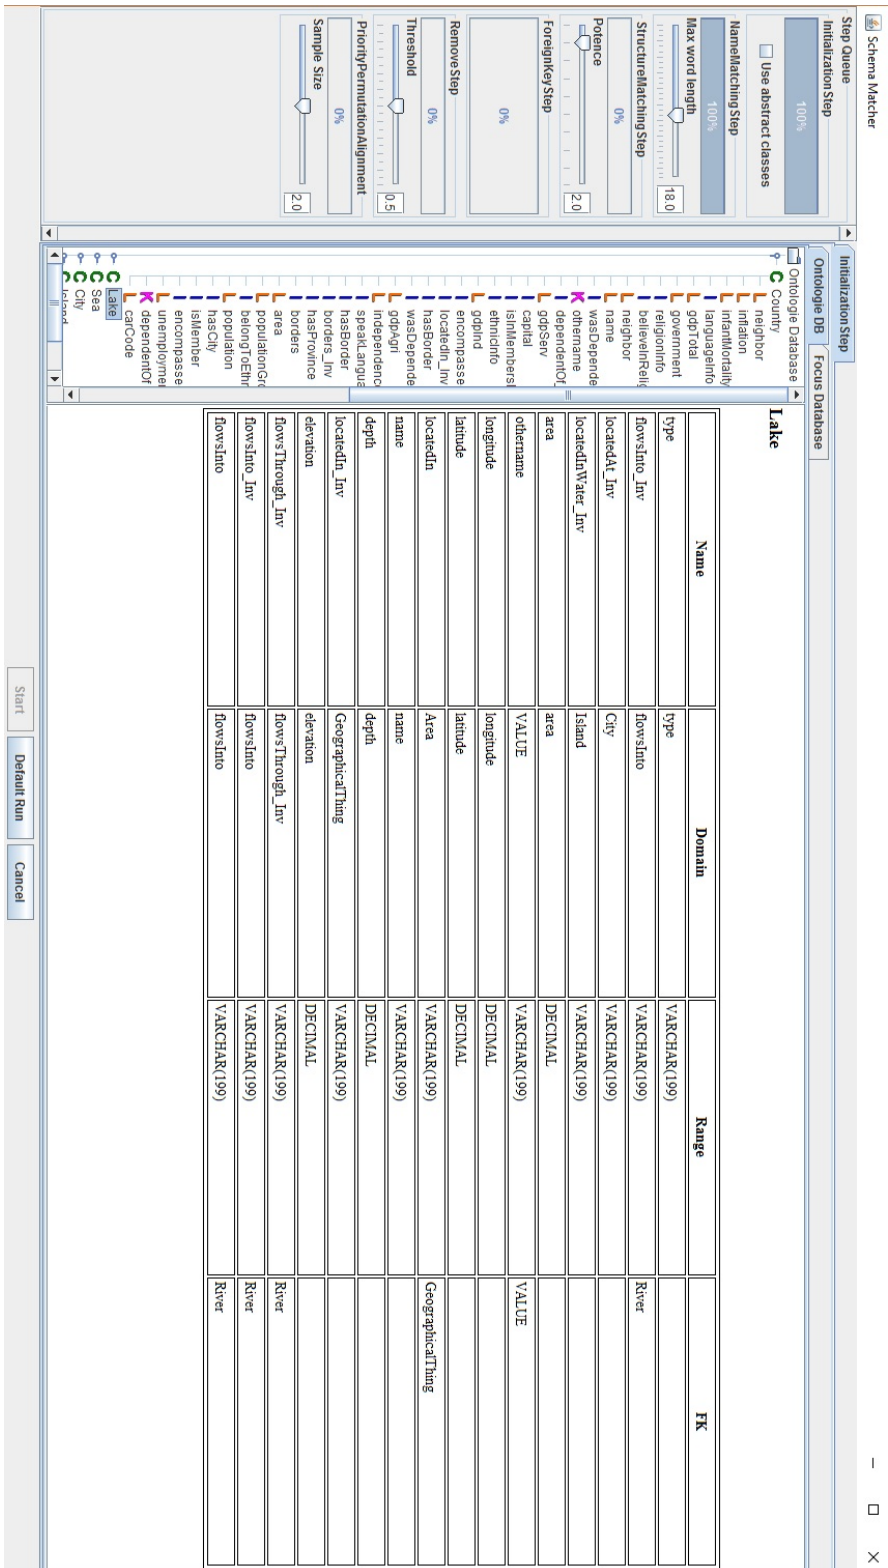 Schema Matcher
Step Queue
InitializationStep
100%
Use abstract classes
NameMatchingStep
100%
Max word length
18.0
StructureMatchingStep
0%
Potence
2.0
ForeignKeyStep
0%
RemoveStep
0%
Threshold
0.5
PriorityPermutationAlignment
0%
Sample Size
2.0
InitializationStep
Ontologie DB Focus Database
Ontologie Database
C Country
L neighbor
L inflation
L infantMortality
I languageInfo
L gdpTotal
L government
I religionInfo
I believeInRelig
L neighbor
L name
I wasDepende
K othername
I dependentOf_
L gdpServ
I capital
I isInMembersl
I ethnicInfo
L gdpInd
I encompasse
I locatedIn_Inv
I hasBorder
I wasDepende
L gdpAgri
L independenc
I speakLangua
I hasBorder
I borders_Inv
I hasProvince
I borders
L area
L populationGro
I belongToEthr
L population
I hasCity
I isMember
I encompasse
L unemploymer
K dependentOf
L carCode
C Lake
C Sea
C City
C Island
Lake
Name Domain Range FK
type type VARCHAR(199)
flowsInto_Inv flowsInto VARCHAR(199) River
locatedAt_Inv City VARCHAR(199)
locatedInWater_Inv Island VARCHAR(199)
area area DECIMAL
othername VALUE VARCHAR(199) VALUE
longitude longitude DECIMAL
latitude latitude DECIMAL
locatedIn Area VARCHAR(199) GeographicalThing
name name VARCHAR(199)
depth depth DECIMAL
locatedIn_Inv GeographicalThing VARCHAR(199)
elevation elevation DECIMAL
flowsThrough_Inv flowsThrough_Inv VARCHAR(199) River
flowsInto_Inv flowsInto VARCHAR(199) River
flowsInto flowsInto VARCHAR(199) River
Start Default Run Cancel